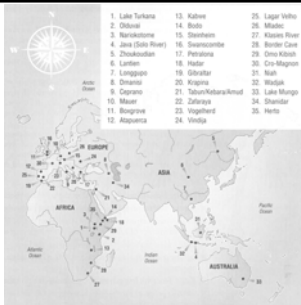 1. Lake Turkana
2. Olduvai
3. Nariokotome
4. Java (Solo River)
5. Zhoukoudian
6. Lantien
7. Longgupo
8. Dmanisi
9. Ceprano
10. Mauer
11. Boxgrove
12. Atapuerca
13. Kabwe
14. Bodo
15. Steinheim
16. Swanscombe
17. Petralona
18. Hadar
19. Gibraltar
20. Krapina
21. Tabun/Kebara/Amud
22. Zafaraya
23. Vogelherd
24. Vindija
25. Lagar Velho
26. Mladec
27. Klasies River
28. Border Cave
29. Omo Kibish
30. Cro-Magnon
31. Niah
32. Wadjak
33. Lake Mungo
34. Shanidar
35. Herto
Arctic
Ocean
EUROPE
ASIA
AFRICA
Pacific
Ocean
Atlantic
Ocean
Indian
Ocean
AUSTRALIA